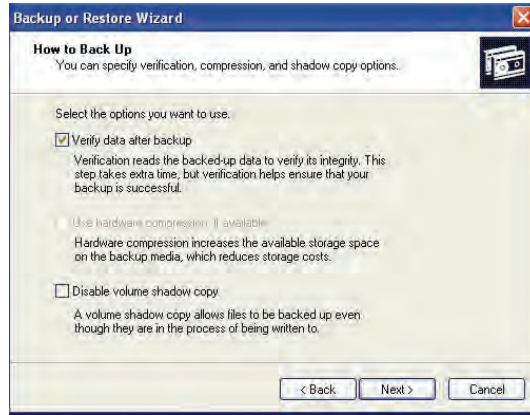 Backup or Restore Wizard
How to Back Up
You can specify verification, compression, and shadow copy options.
Select the options you want to use.
Verify data after backup
Verification reads the backed-up data to verify its integrity. This
step takes extra time, but verification helps ensure that your
backup is successful.
Use hardware compression, if available
Hardware compression increases the available storage space
on the backup media, which reduces storage costs.
Disable volume shadow copy
A volume shadow copy allows files to be backed up even
though they are in the process of being written to.
< Back
Next >
Cancel